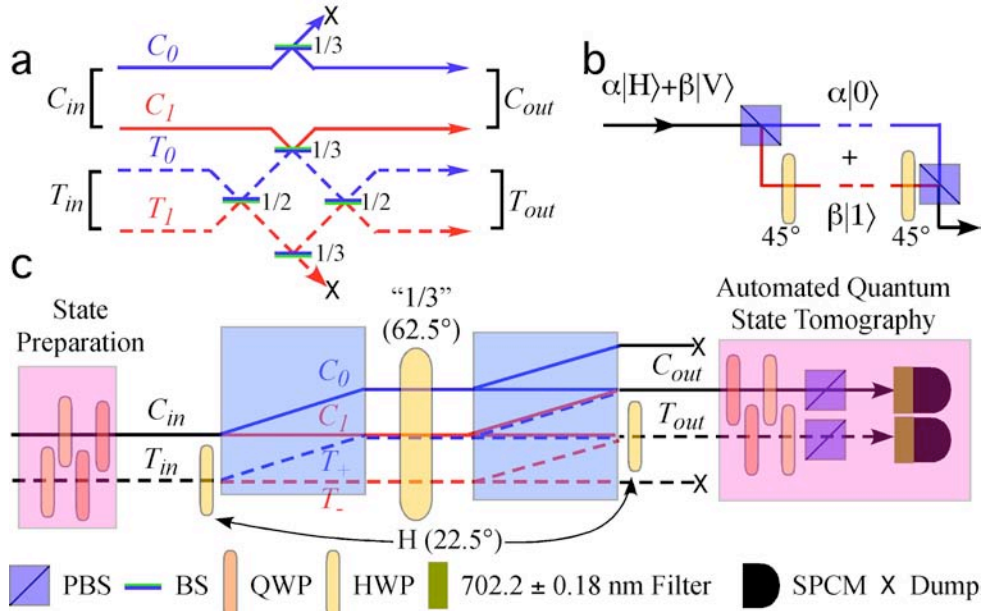 a
C0
C1
Cin
Cout
T0
T1
Tin
Tout
X
1/3
1/3
1/2
1/2
1/3
X
b
α|H⟩+β|V⟩
α|0⟩
+
β|1⟩
45°
45°
c
State
Preparation
Cin
Tin
“1/3”
(62.5°)
C0
C1
T+
T-
H (22.5°)
X
Cout
Tout
X
Automated Quantum
State Tomography
PBS
BS
QWP
HWP
702.2 ± 0.18 nm Filter
SPCM
X Dump